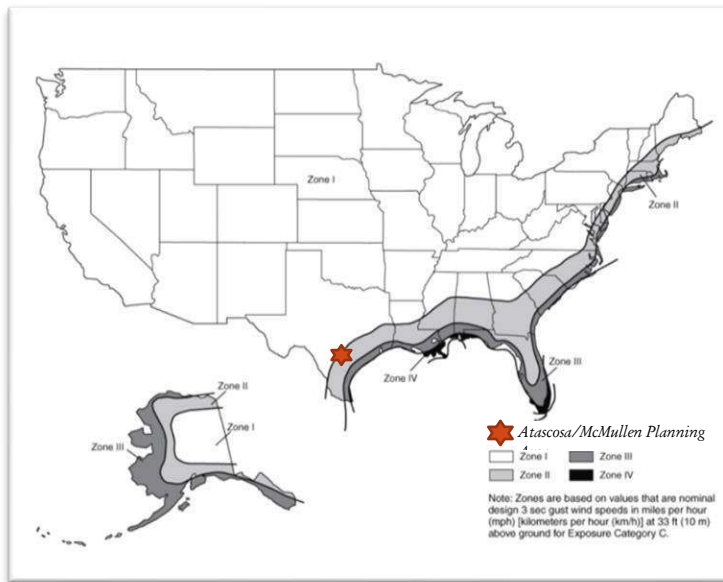 Zone I
Zone II
Zone III
Zone IV
Zone II
Zone I
Zone III
Atascosa/McMullen Planning
Zone I
Zone III
Zone II
Zone IV
Note: Zones are based on values that are nominal
design 3 sec gust wind speeds in miles per hour
(mph) [kilometers per hour (km/h)] at 33 ft (10 m)
above ground for Exposure Category C.